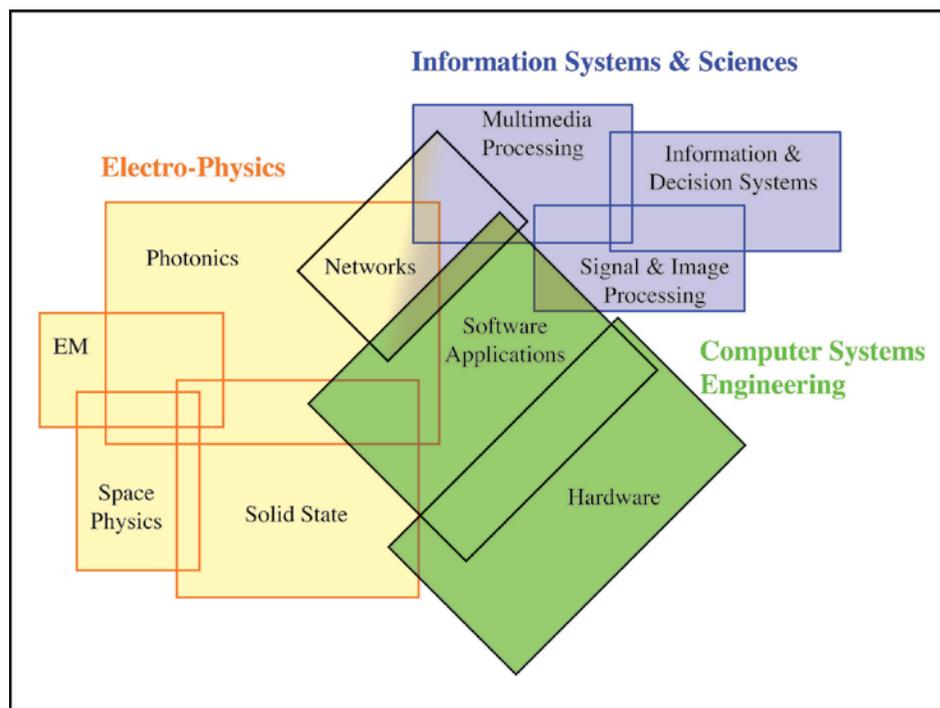 Information Systems & Sciences
Multimedia
Processing
Information &
Decision Systems
Electro-Physics
Photonics
Networks
Signal & Image
Processing
EM
Software
Applications
Computer Systems
Engineering
Space
Physics
Solid State
Hardware